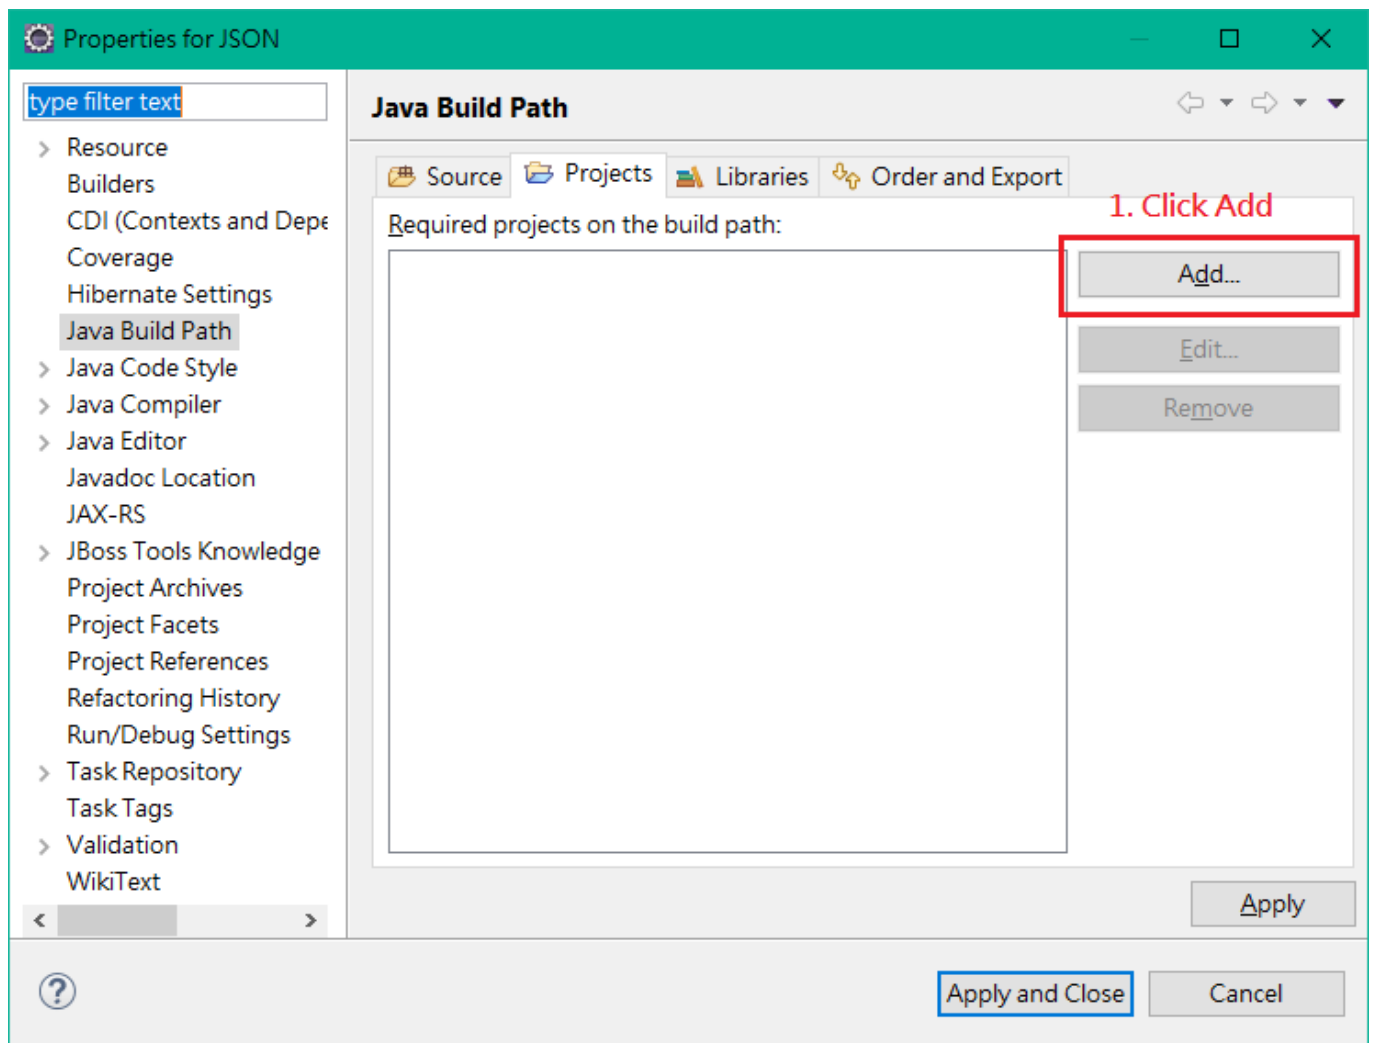 Properties for JSON
type filter text
Resource
Builders
CDI (Contexts and Depe
Coverage
Hibernate Settings
Java Build Path
Java Code Style
Java Compiler
Java Editor
Javadoc Location
JAX-RS
JBoss Tools Knowledge
Project Archives
Project Facets
Project References
Refactoring History
Run/Debug Settings
Task Repository
Task Tags
Validation
WikiText
Java Build Path
Source Projects Libraries Order and Export
1. Click Add
Required projects on the build path:
Add...
Edit...
Remove
Apply
?
Apply and Close Cancel